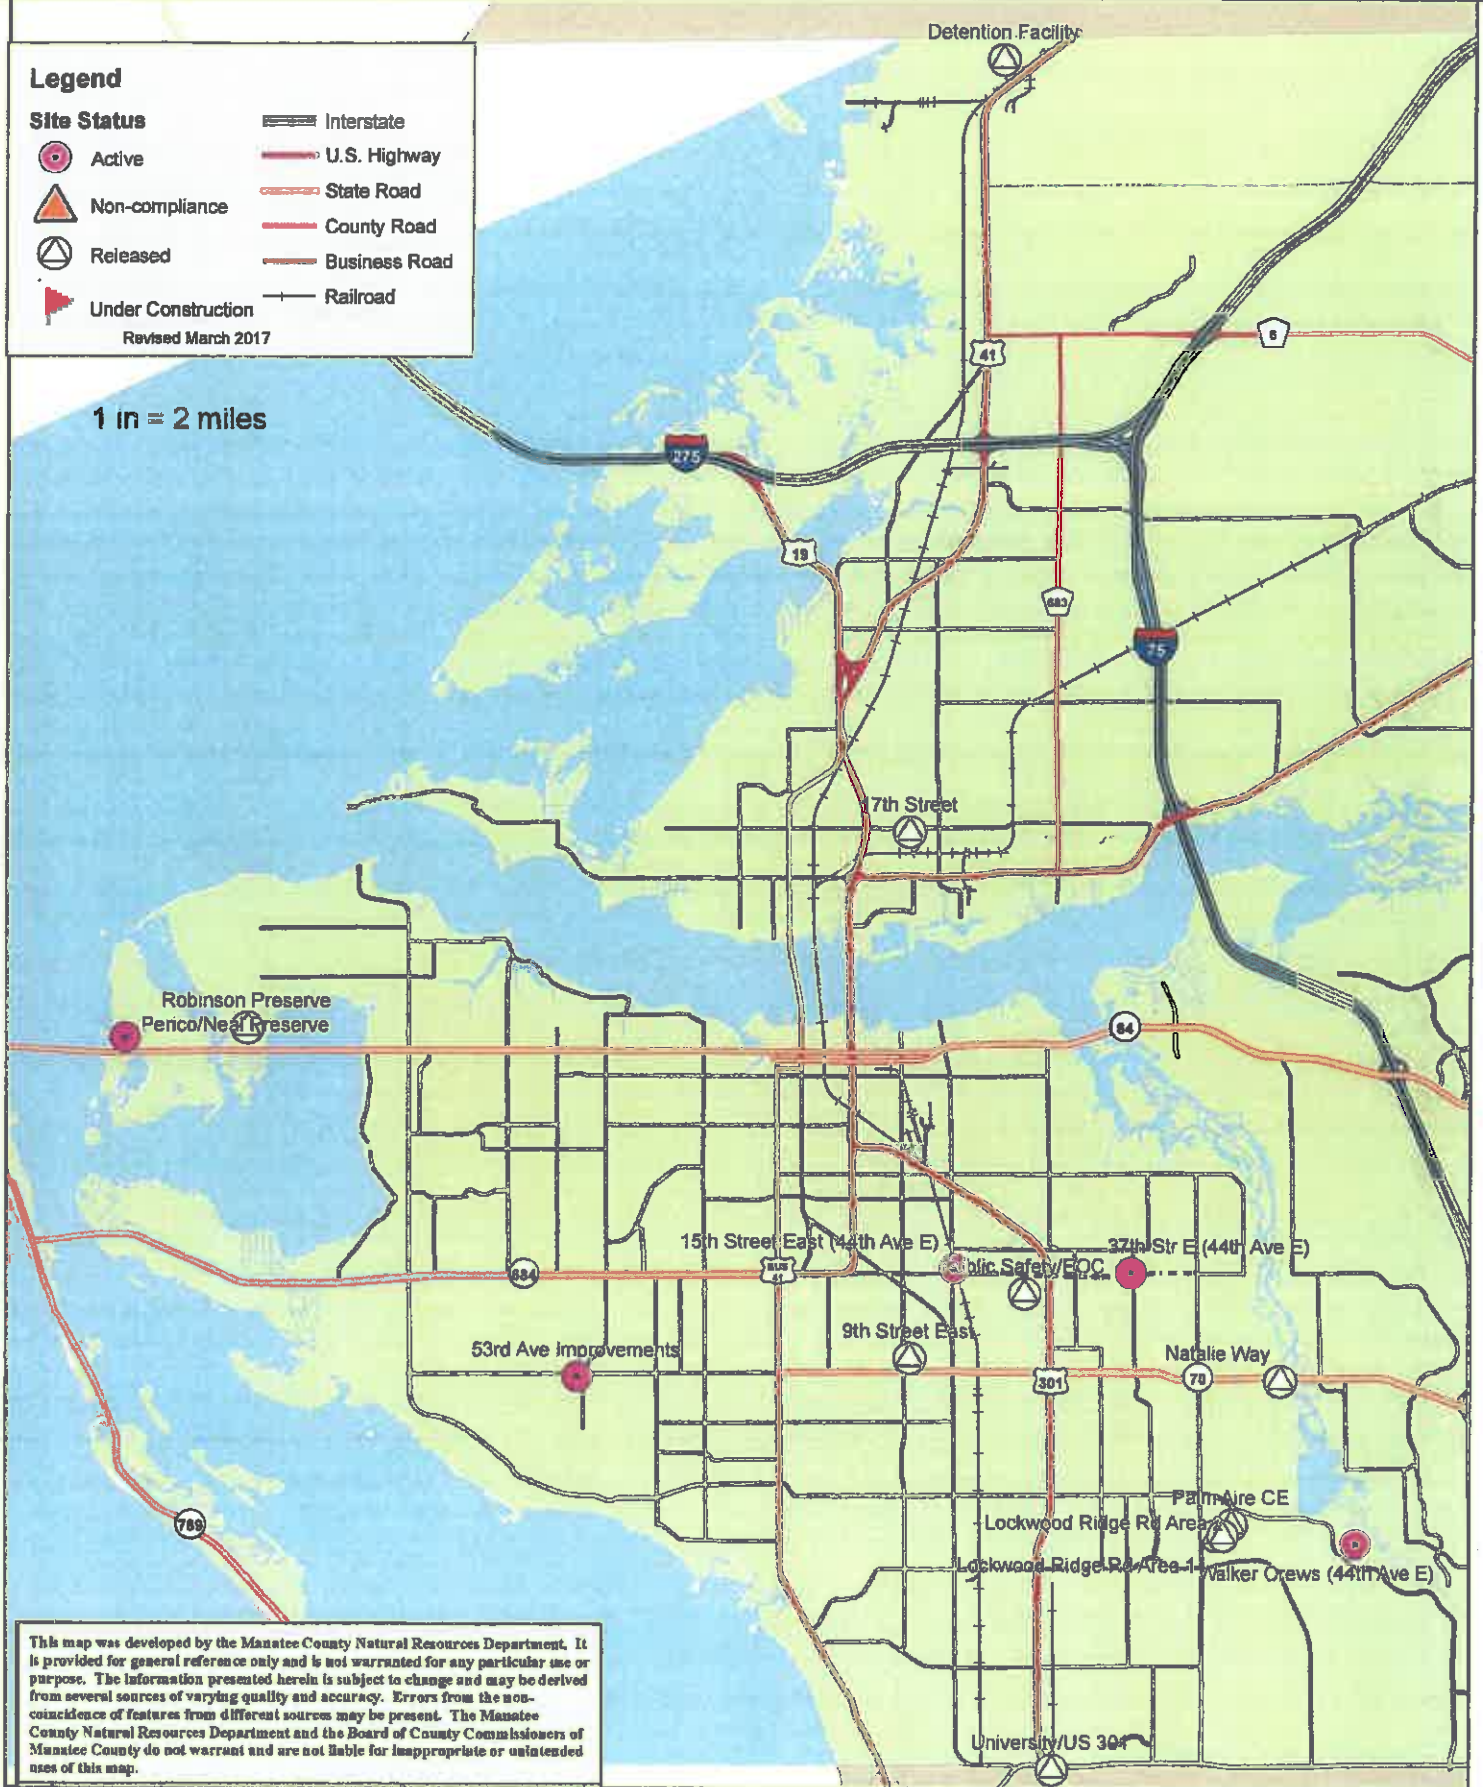 Detention Facility
Legend
Site Status
Active
Non-compliance
Released
Under Construction
Revised March 2017
Interstate
U.S. Highway
State Road
County Road
Business Road
Railroad
1 in = 2 miles
41
6
275
19
683
75
17th Street
Robinson Preserve
Perico/Neal Preserve
64
15th Street East (44th Ave E)
37th Str E (44th Ave E)
684
BUS
41
blic Safety/EOC
9th Street East
53rd Ave Improvements
Natalie Way
301
70
789
Palm Aire CE
Lockwood Ridge Rd Area
Lockwood Ridge Rd Area 1
Walker Crews (44th Ave E)
University/US 301
This map was developed by the Manatee County Natural Resources Department. It
is provided for general reference only and is not warranted for any particular use or
purpose. The information presented herein is subject to change and may be derived
from several sources of varying quality and accuracy. Errors from the non-
coincidence of features from different sources may be present. The Manatee
County Natural Resources Department and the Board of County Commissioners of
Manatee County do not warrant and are not liable for inappropriate or unintended
uses of this map.